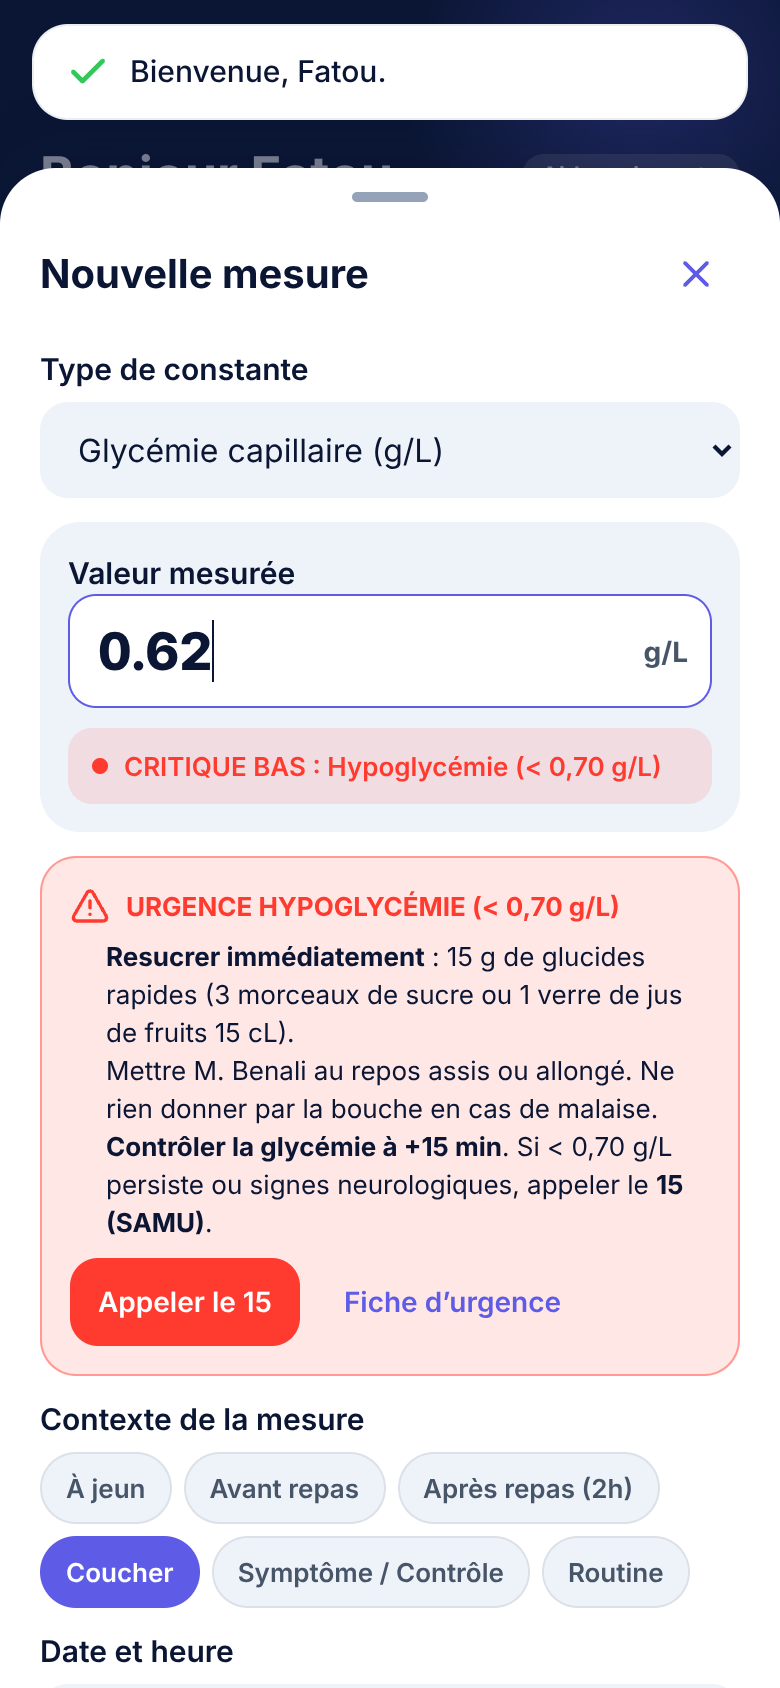 Bienvenue, Fatou.
Bonjour Fatou
Nouvelle mesure
Type de constante
Glycémie capillaire (g/L)
Valeur mesurée
0.62 g/L
CRITIQUE BAS : Hypoglycémie (< 0,70 g/L)
URGENCE HYPOGLYCÉMIE (< 0,70 g/L)
Resucrer immédiatement : 15 g de glucides
rapides (3 morceaux de sucre ou 1 verre de jus
de fruits 15 cL).
Mettre M. Benali au repos assis ou allongé. Ne
rien donner par la bouche en cas de malaise.
Contrôler la glycémie à +15 min. Si < 0,70 g/L
persiste ou signes neurologiques, appeler le 15
(SAMU).
Appeler le 15 Fiche d’urgence
Contexte de la mesure
À jeun Avant repas Après repas (2h)
Coucher Symptôme / Contrôle Routine
Date et heure